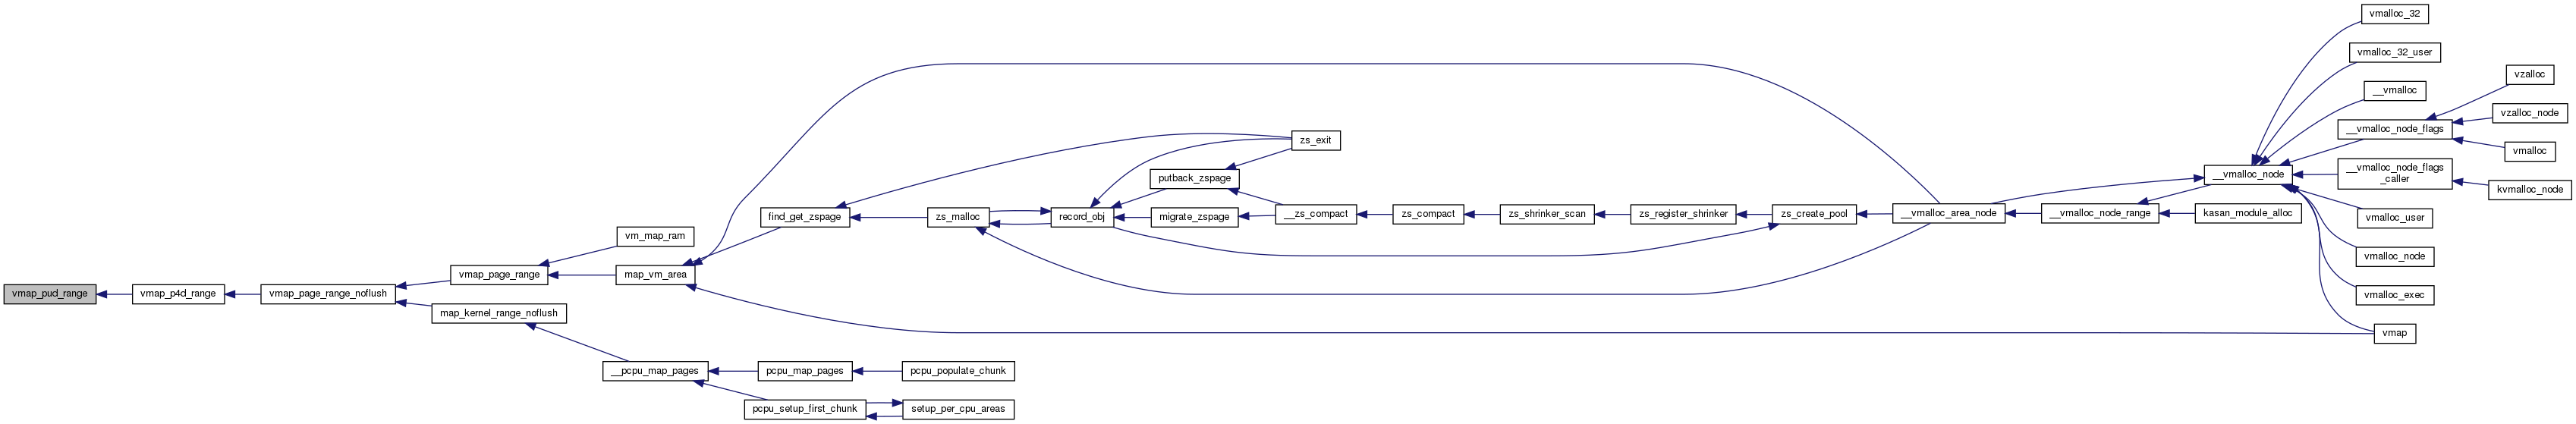 vmap_pud_range
vmap_p4d_range
vmap_page_range_noflush
vmap_page_range
map_kernel_range_noflush
vm_map_ram
map_vm_area
__pcpu_map_pages
find_get_zspage
pcpu_map_pages
pcpu_setup_first_chunk
zs_malloc
pcpu_populate_chunk
setup_per_cpu_areas
record_obj
putback_zspage
migrate_zspage
zs_exit
__zs_compact
zs_compact
zs_shrinker_scan
zs_register_shrinker
zs_create_pool
__vmalloc_area_node
__vmalloc_node_range
__vmalloc_node
kasan_module_alloc
vmalloc_32
vmalloc_32_user
__vmalloc
__vmalloc_node_flags
__vmalloc_node_flags
_caller
vmalloc_user
vmalloc_node
vmalloc_exec
vmap
vzalloc
vzalloc_node
vmalloc
kvmalloc_node